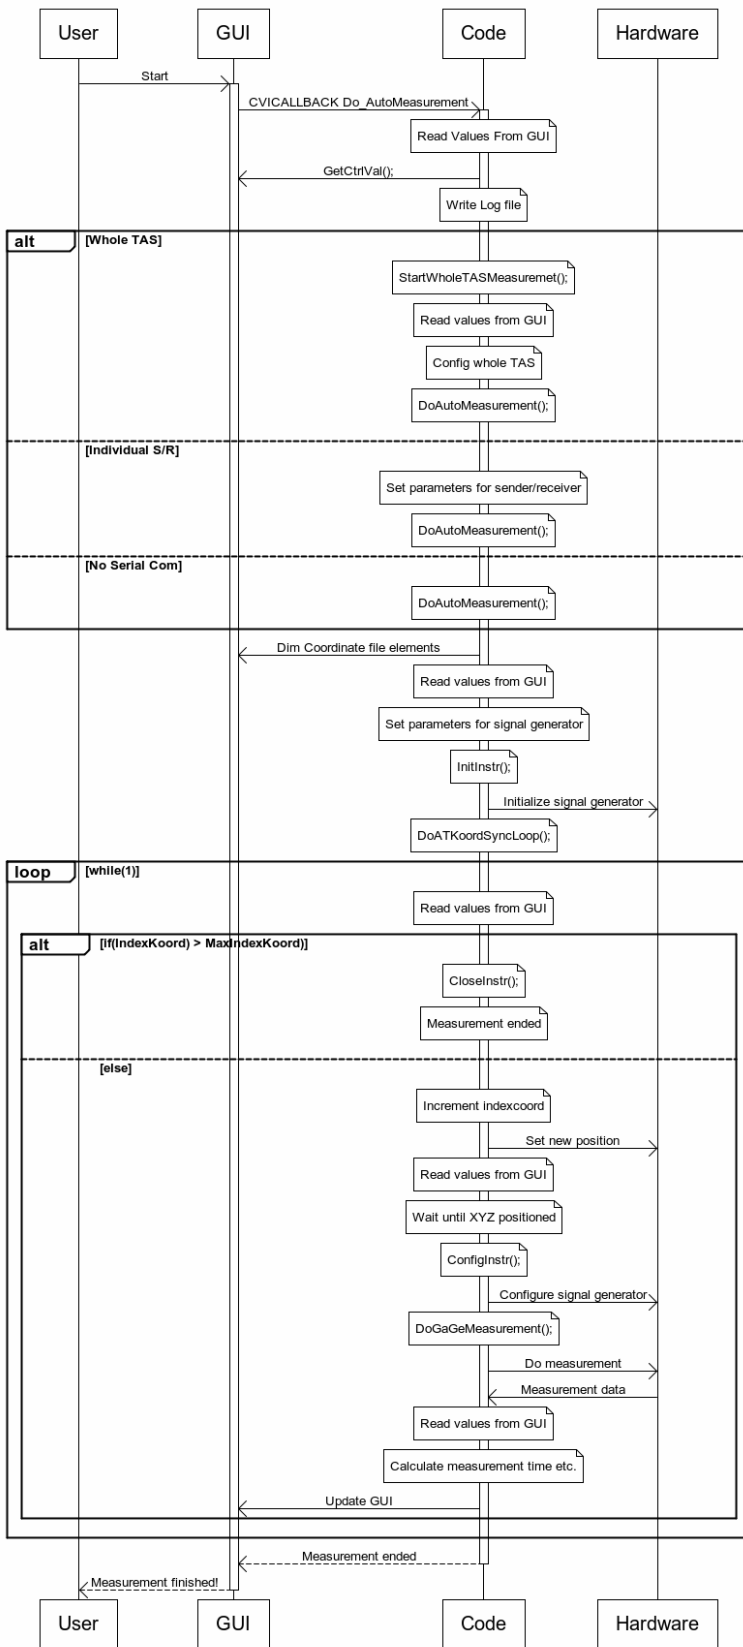 User GUI Code Hardware
Start
CVICALLBACK Do_AutoMeasurement
Read Values From GUI
GetCtrlVal();
Write Log file
alt [Whole TAS]
StartWholeTASMeasuremet();
Read values from GUI
Config whole TAS
DoAutoMeasurement();
[Individual S/R]
Set parameters for sender/receiver
DoAutoMeasurement();
[No Serial Com]
DoAutoMeasurement();
Dim Coordinate file elements
Read values from GUI
Set parameters for signal generator
InitInstr();
Initialize signal generator
DoATKoordSyncLoop();
loop [while(1)]
Read values from GUI
alt [if(IndexKoord) > MaxIndexKoord)]
CloseInstr();
Measurement ended
[else]
Increment indexcoord
Set new position
Read values from GUI
Wait until XYZ positioned
ConfigInstr();
Configure signal generator
DoGaGeMeasurement();
Do measurement
Measurement data
Read values from GUI
Calculate measurement time etc.
Update GUI
Measurement ended
Measurement finished!
User GUI Code Hardware